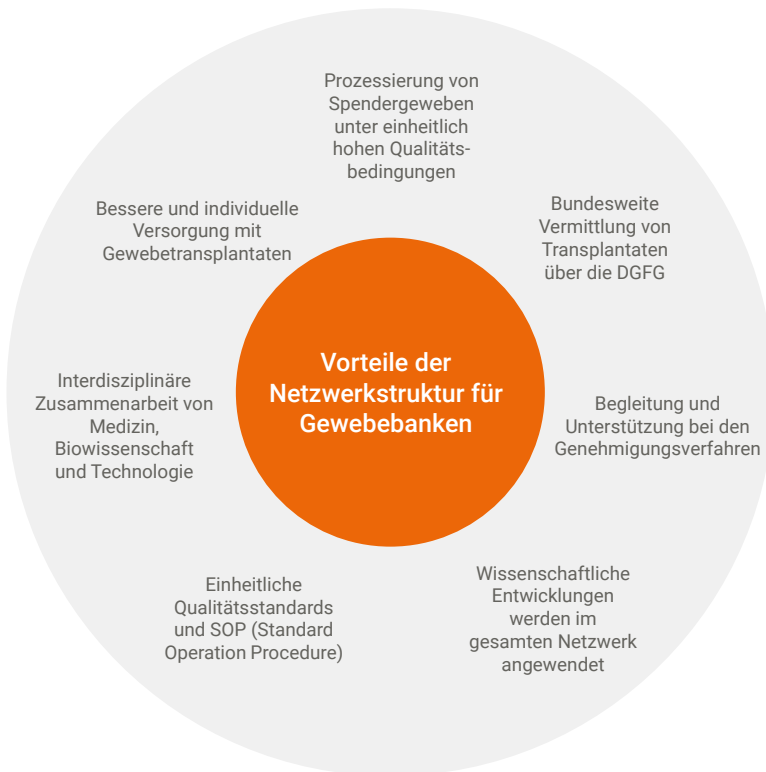 Prozessierung von
Spendergeweben
unter einheitlich
hohen Qualitäts-
bedingungen
Bundesweite
Vermittlung von
Transplantaten
über die DGFG
Begleitung und
Unterstützung bei den
Genehmigungsverfahren
Wissenschaftliche
Entwicklungen
werden im
gesamten Netzwerk
angewendet
Einheitliche
Qualitätsstandards
und SOP (Standard
Operation Procedure)
Interdisziplinäre
Zusammenarbeit von
Medizin,
Biowissenschaft
und Technologie
Bessere und individuelle
Versorgung mit
Gewebetransplantaten
Vorteile der
Netzwerkstruktur für
Gewebebanken